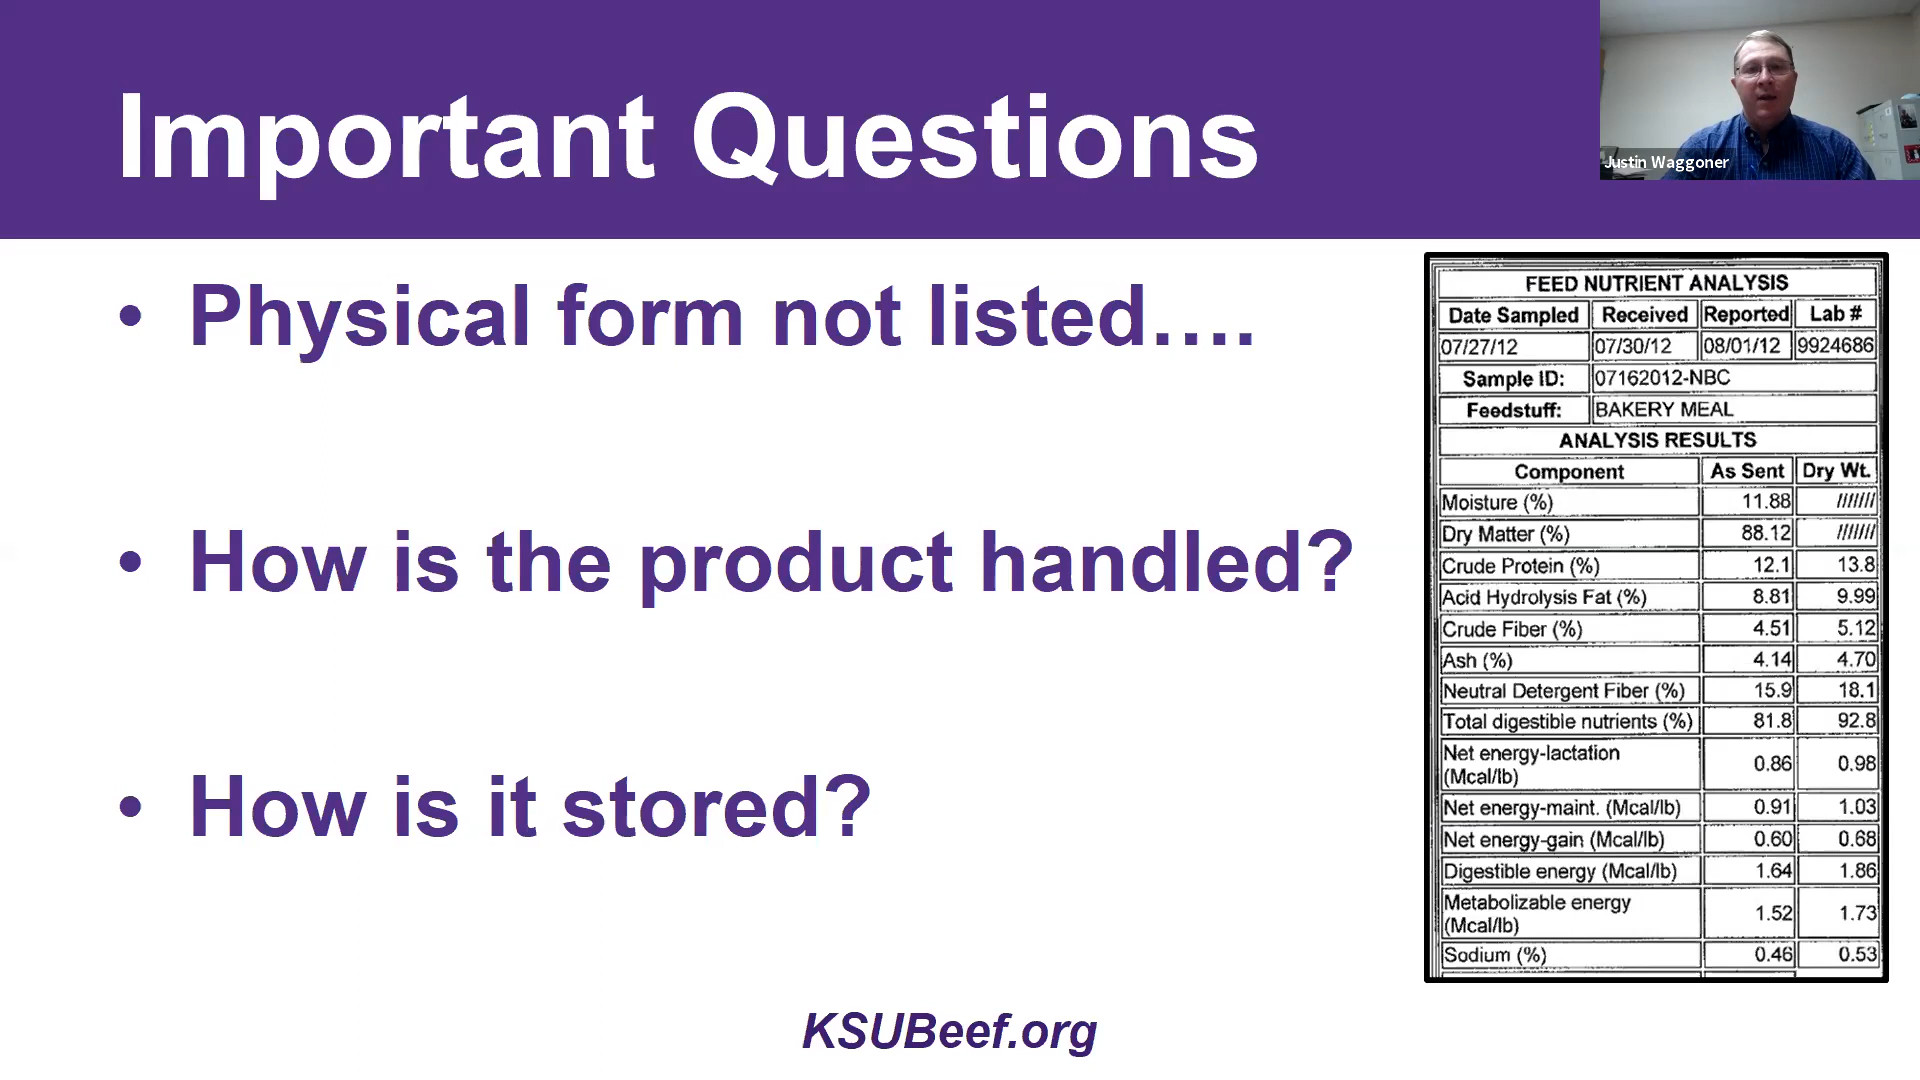 Important Questions
Justin Waggoner
• Physical form not listed….
• How is the product handled?
• How is it stored?
FEED NUTRIENT ANALYSIS
Date Sampled Received Reported Lab #
07/27/12 07/30/12 08/01/12 9924686
Sample ID: 07162012-NBC
Feedstuff: BAKERY MEAL
ANALYSIS RESULTS
Component As Sent Dry Wt.
Moisture (%) 11.88 ///////
Dry Matter (%) 88.12 ///////
Crude Protein (%) 12.1 13.8
Acid Hydrolysis Fat (%) 8.81 9.99
Crude Fiber (%) 4.51 5.12
Ash (%) 4.14 4.70
Neutral Detergent Fiber (%) 15.9 18.1
Total digestible nutrients (%) 81.8 92.8
Net energy-lactation
(Mcal/lb) 0.86 0.98
Net energy-maint. (Mcal/lb) 0.91 1.03
Net energy-gain (Mcal/lb) 0.60 0.68
Digestible energy (Mcal/lb) 1.64 1.86
Metabolizable energy
(Mcal/lb) 1.52 1.73
Sodium (%) 0.46 0.53
KSUBeef.org